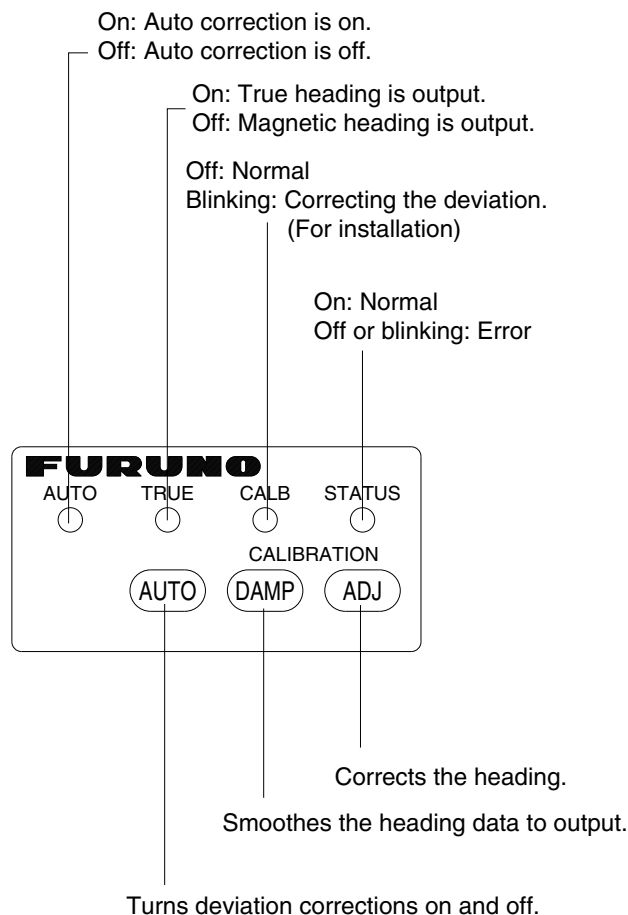 On: Auto correction is on.
Off: Auto correction is off.
On: True heading is output.
Off: Magnetic heading is output.
Off: Normal
Blinking: Correcting the deviation.
(For installation)
On: Normal
Off or blinking: Error
FURUNO
AUTO TRUE CALB STATUS
CALIBRATION
AUTO DAMP ADJ
Corrects the heading.
Smoothes the heading data to output.
Turns deviation corrections on and off.